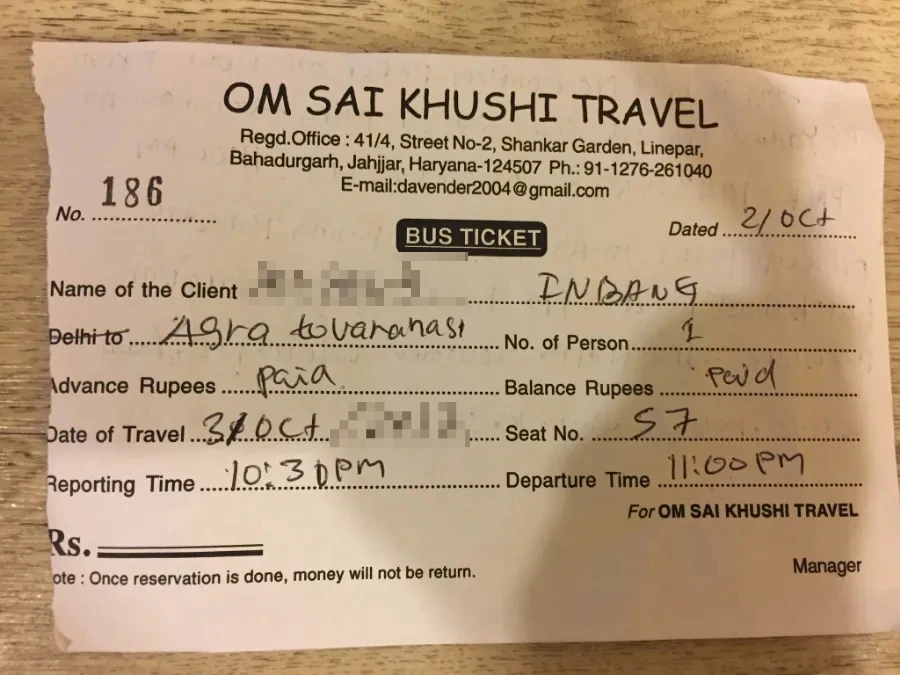 OM SAI KHUSHI TRAVEL
Regd.Office : 41/4, Street No-2, Shankar Garden, Linepar,
Bahadurgarh, Jahjjar, Haryana-124507 Ph.: 91-1276-261040
E-mail:davender2004@gmail.com
No. 186
BUS TICKET
Dated 2/Oct
Name of the Client INBANG
Delhi to Agra to varanasi No. of Person 1
Advance Rupees paid Balance Rupees paid
Date of Travel 3/Oct Seat No. S7
Reporting Time 10:30PM Departure Time 11:00PM
For OM SAI KHUSHI TRAVEL
Rs.
Manager
ote : Once reservation is done, money will not be return.